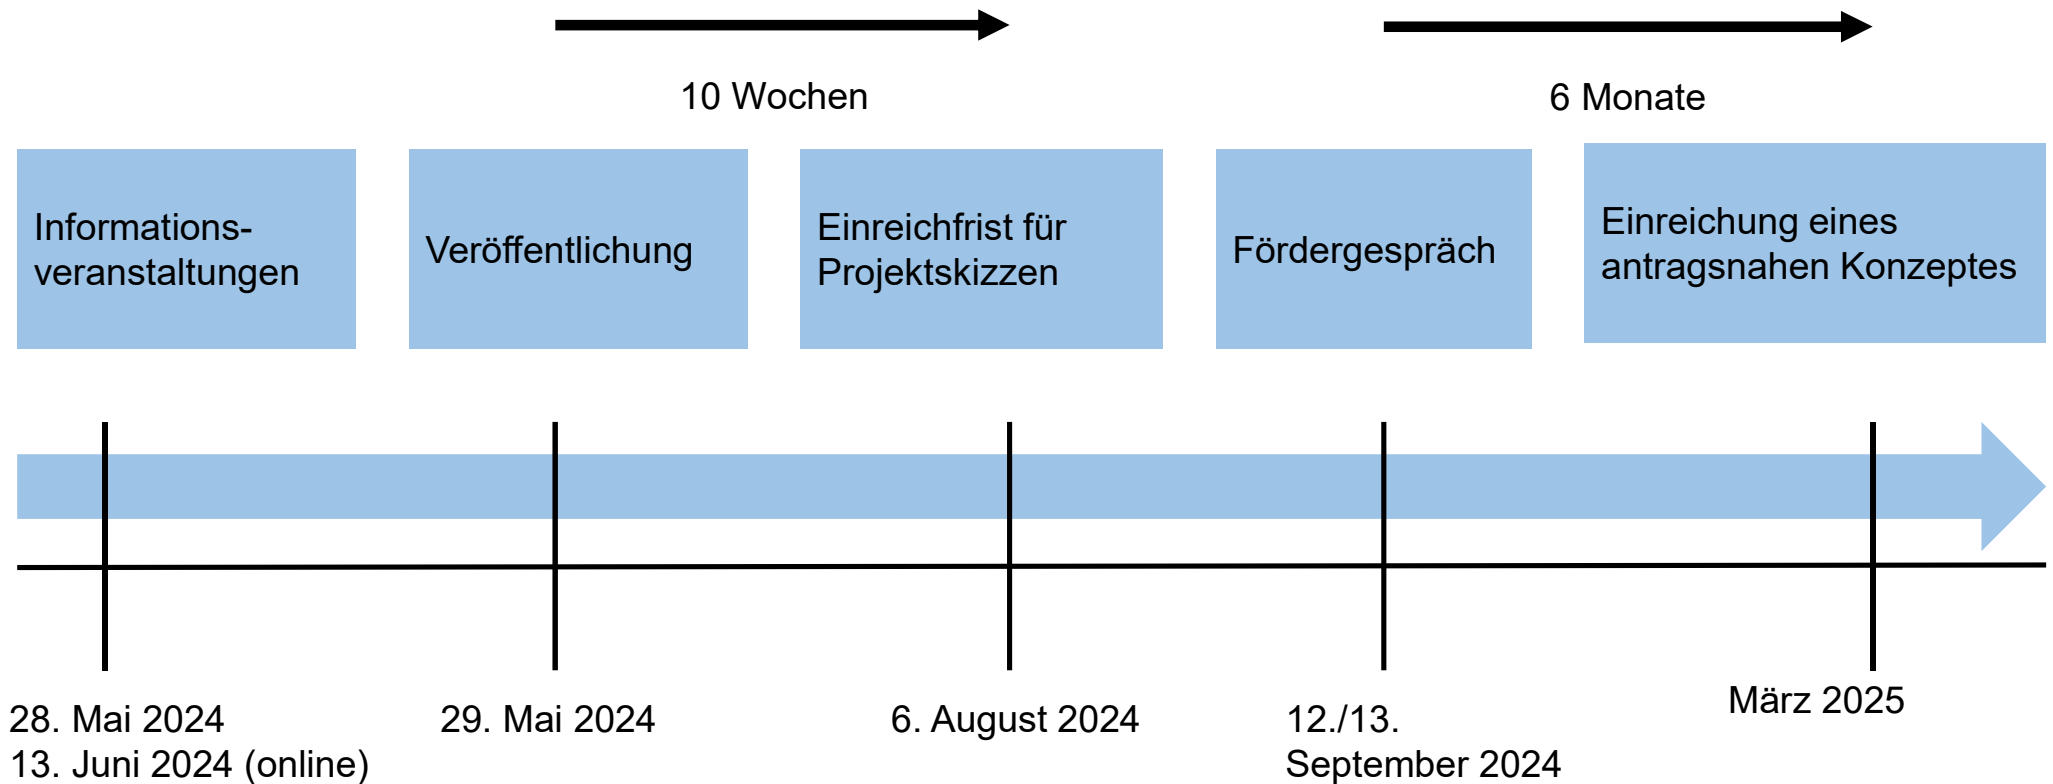 10 Wochen
6 Monate
Informations-
veranstaltungen
Veröffentlichung
Einreichfrist für
Projektskizzen
Fördergespräch
Einreichung eines
antragsnahen Konzeptes
28. Mai 2024
13. Juni 2024 (online)
29. Mai 2024
6. August 2024
12./13.
September 2024
März 2025